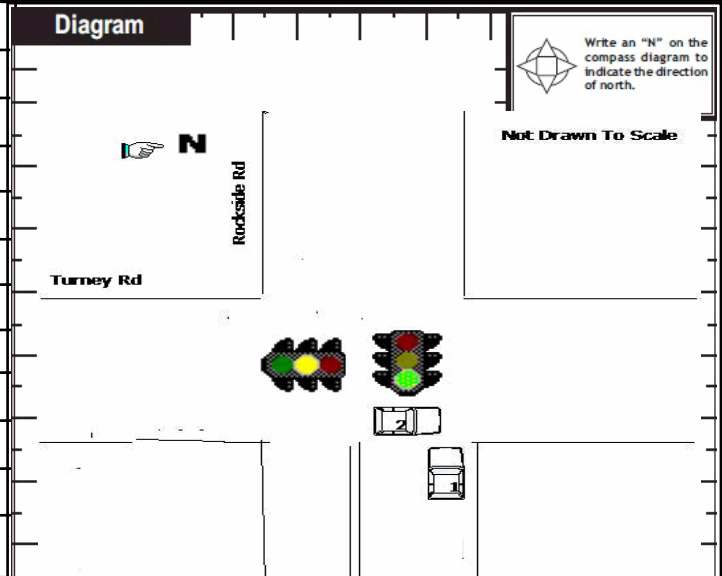 Diagram
Write an "N" on the
compass diagram to
indicate the direction
of north.
N
Not Drawn To Scale
Rockside Rd
Turney Rd
2
1